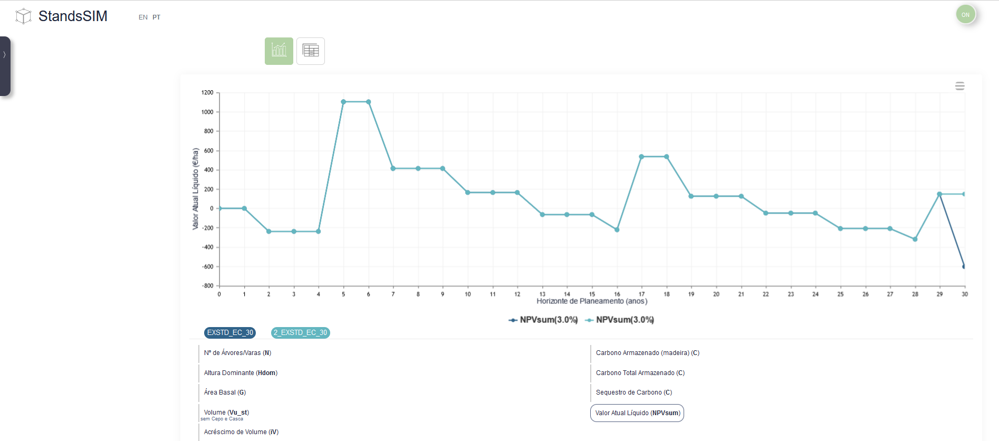 StandsSIM
EN PT
ON
1200
1000
800
600
400
200
0
-200
-400
-600
-800
Valor Atual Líquido (€/ha)
0 1 2 3 4 5 6 7 8 9 10 11 12 13 14 15 16 17 18 19 20 21 22 23 24 25 26 27 28 29 30
Horizonte de Planeamento (anos)
NPVsum(3.0%) NPVsum(3.0%)
EXSTD_EC_30 2_EXSTD_EC_30
Nº de Árvores/Varas (N)
Altura Dominante (Hdom)
Área Basal (G)
Volume (Vu_st)
sem Cepo e Casca
Acréscimo de Volume (iV)
Carbono Armazenado (madeira) (C)
Carbono Total Armazenado (C)
Sequestro de Carbono (C)
Valor Atual Líquido (NPVsum)